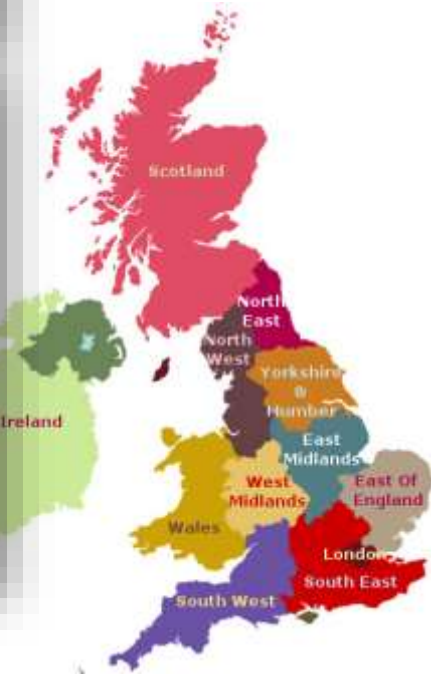 Scotland
North
East
North
West
Yorkshire
&
Humber
Ireland
East
Midlands
West
Midlands
East Of
England
Wales
London
South East
South West